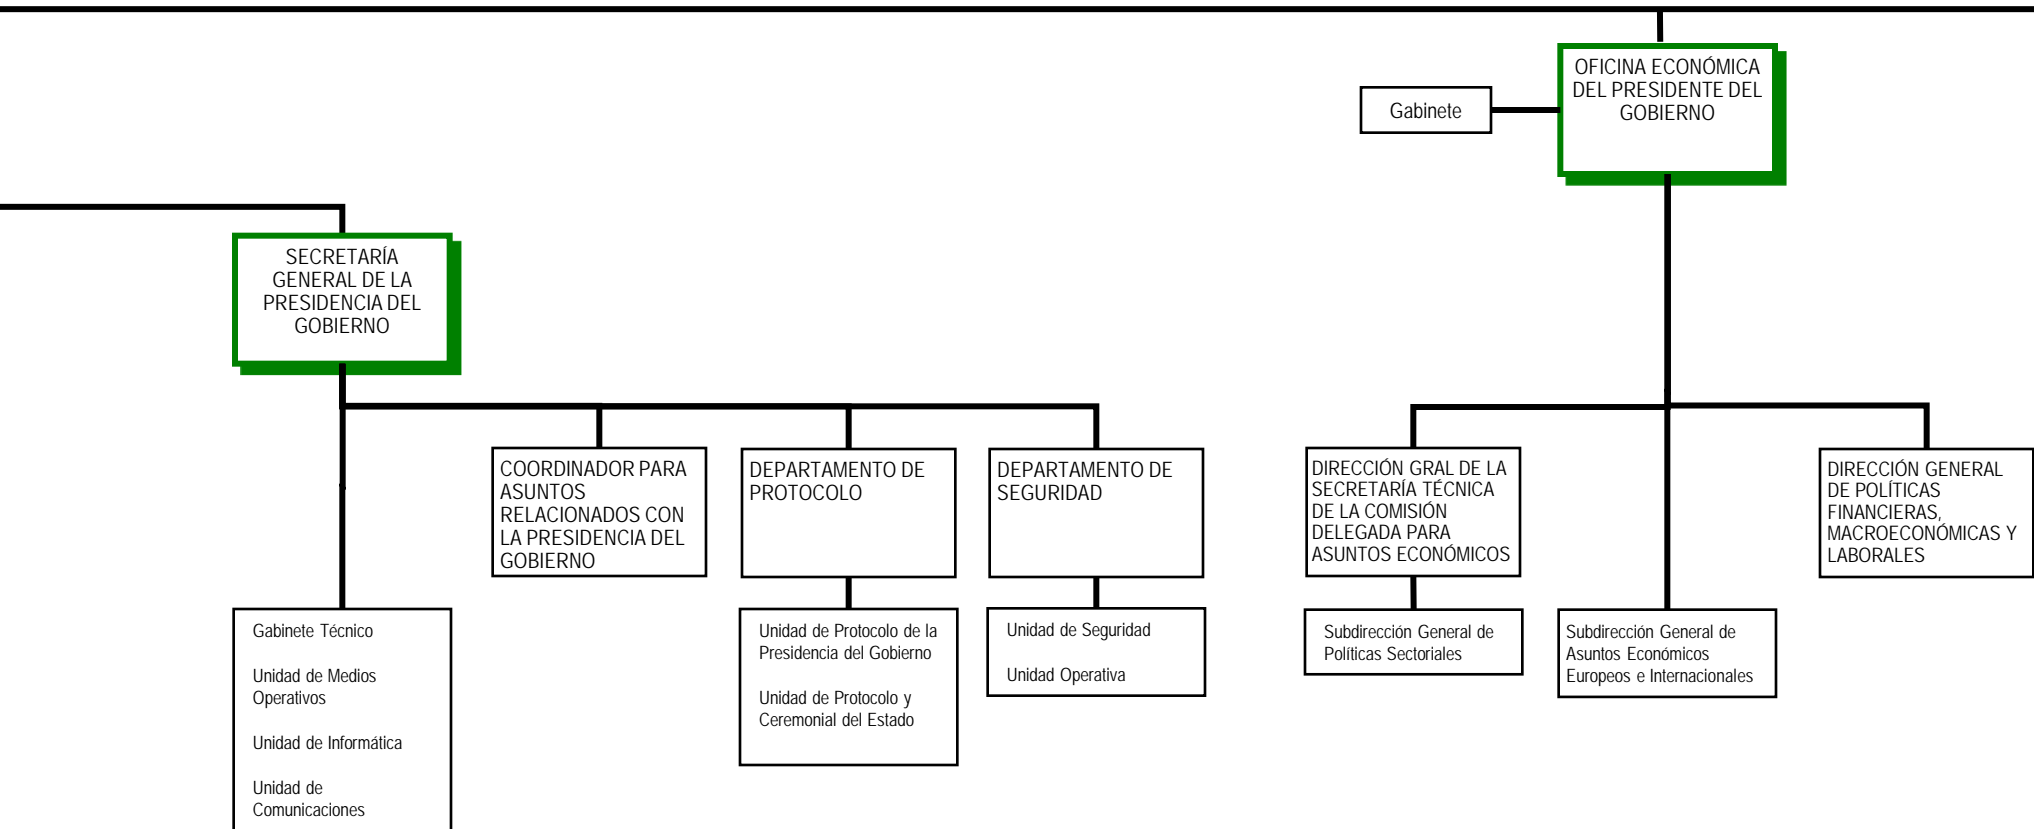 OFICINA ECONÓMICA
DEL PRESIDENTE DEL
GOBIERNO
Gabinete
SECRETARÍA
GENERAL DE LA
PRESIDENCIA DEL
GOBIERNO
COORDINADOR PARA
ASUNTOS
RELACIONADOS CON
LA PRESIDENCIA DEL
GOBIERNO
DEPARTAMENTO DE
PROTOCOLO
DEPARTAMENTO DE
SEGURIDAD
DIRECCIÓN GRAL DE LA
SECRETARÍA TÉCNICA
DE LA COMISIÓN
DELEGADA PARA
ASUNTOS ECONÓMICOS
DIRECCIÓN GENERAL
DE POLÍTICAS
FINANCIERAS,
MACROECONÓMICAS Y
LABORALES
Gabinete Técnico
Unidad de Medios
Operativos
Unidad de Informática
Unidad de
Comunicaciones
Unidad de Protocolo de la
Presidencia del Gobierno
Unidad de Protocolo y
Ceremonial del Estado
Unidad de Seguridad
Unidad Operativa
Subdirección General de
Políticas Sectoriales
Subdirección General de
Asuntos Económicos
Europeos e Internacionales